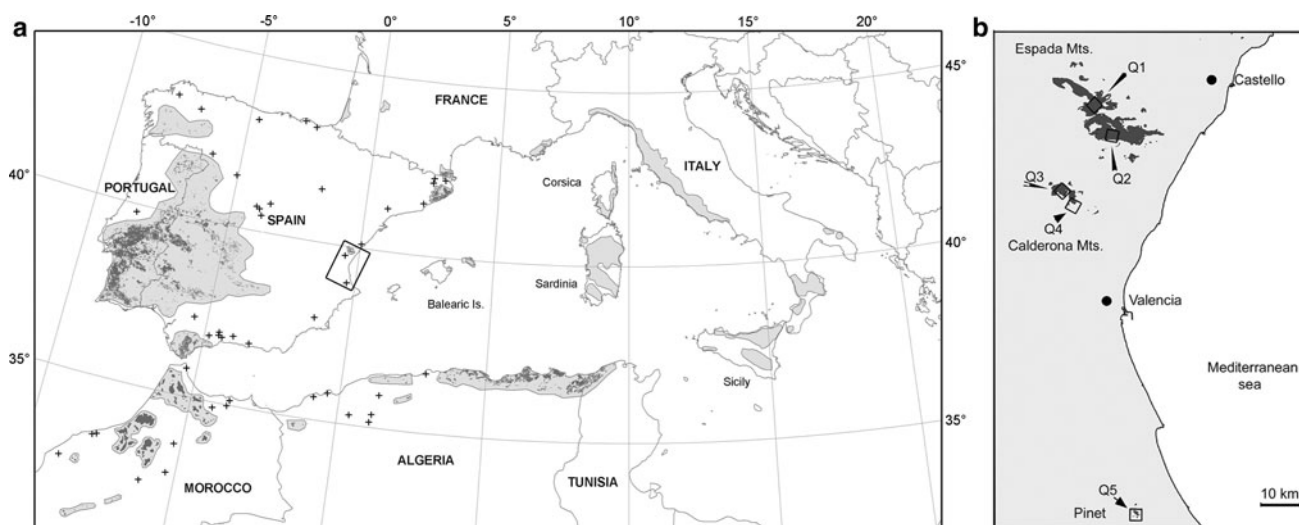 a
-10°
-5°
0°
5°
10°
15°
20°
45°
FRANCE
ITALY
40°
PORTUGAL
SPAIN
Corsica
Sardinia
Balearic Is.
40°
35°
Sicily
35°
MOROCCO
ALGERIA
TUNISIA
b
Espada Mts.
Q1
Castello
Q2
Q3
Q4
Calderona Mts.
Valencia
Mediterranean
sea
Q5
Pinet
10 km